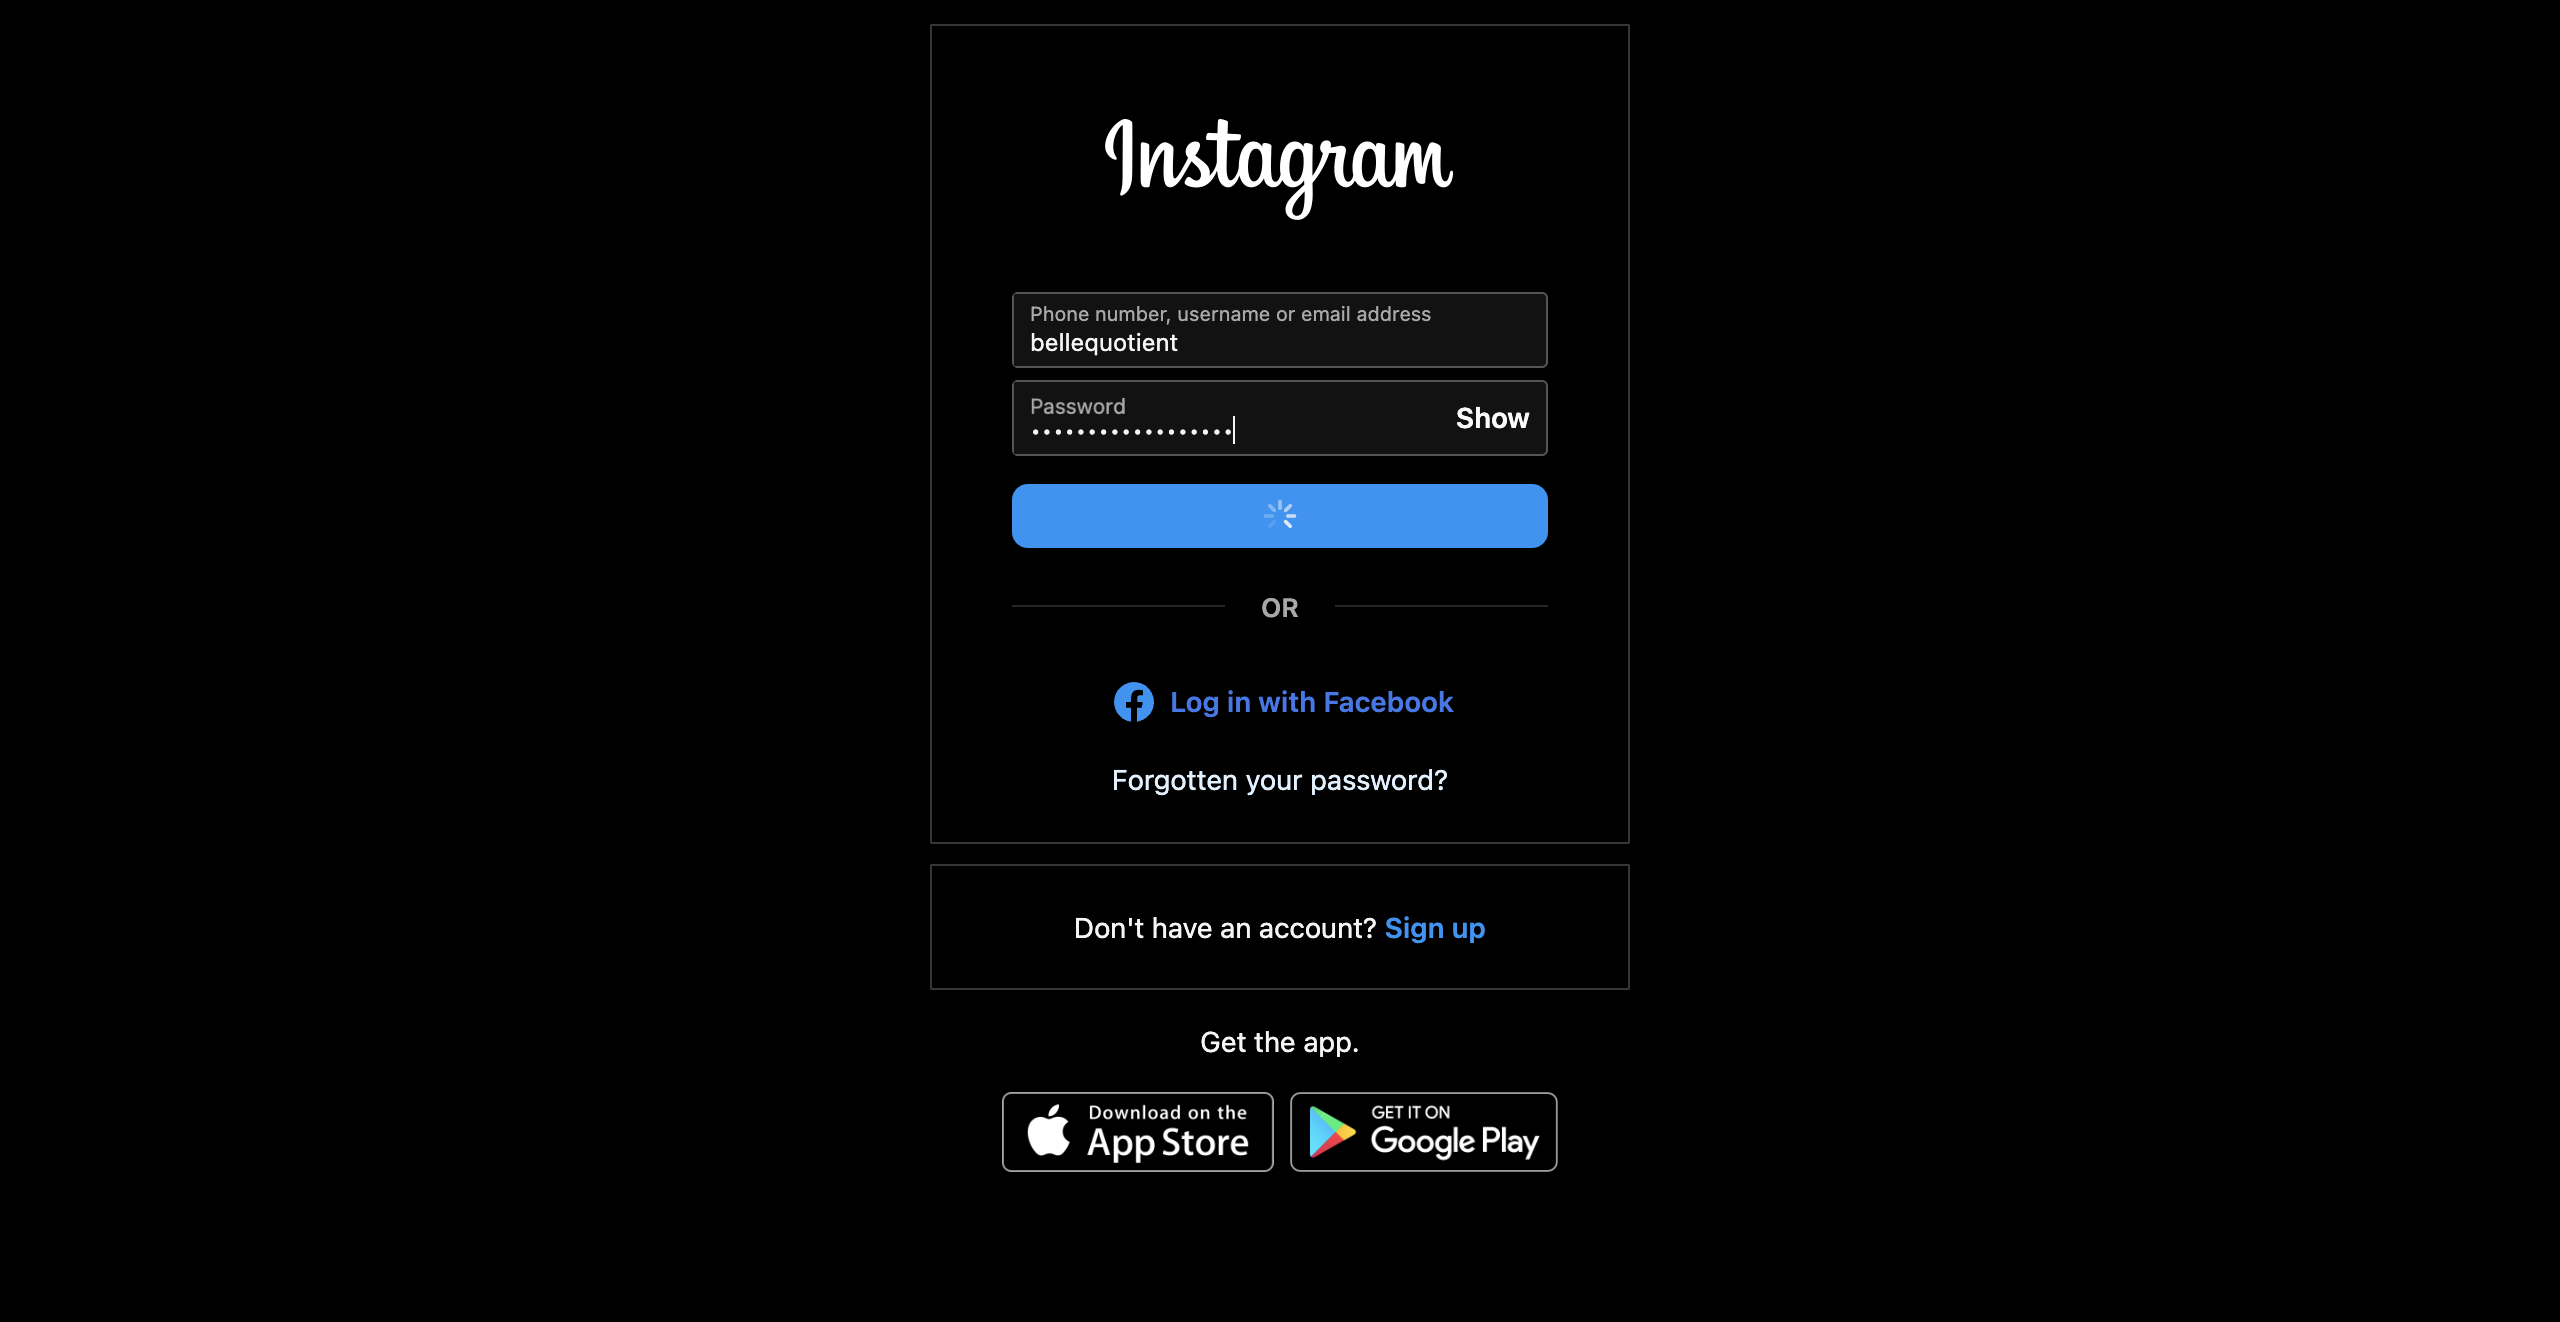 Instagram
Phone number, username or email address
bellequotient
Password
••••••••••••••••••
Show
OR
Log in with Facebook
Forgotten your password?
Don't have an account? Sign up
Get the app.
Download on the
App Store
GET IT ON
Google Play